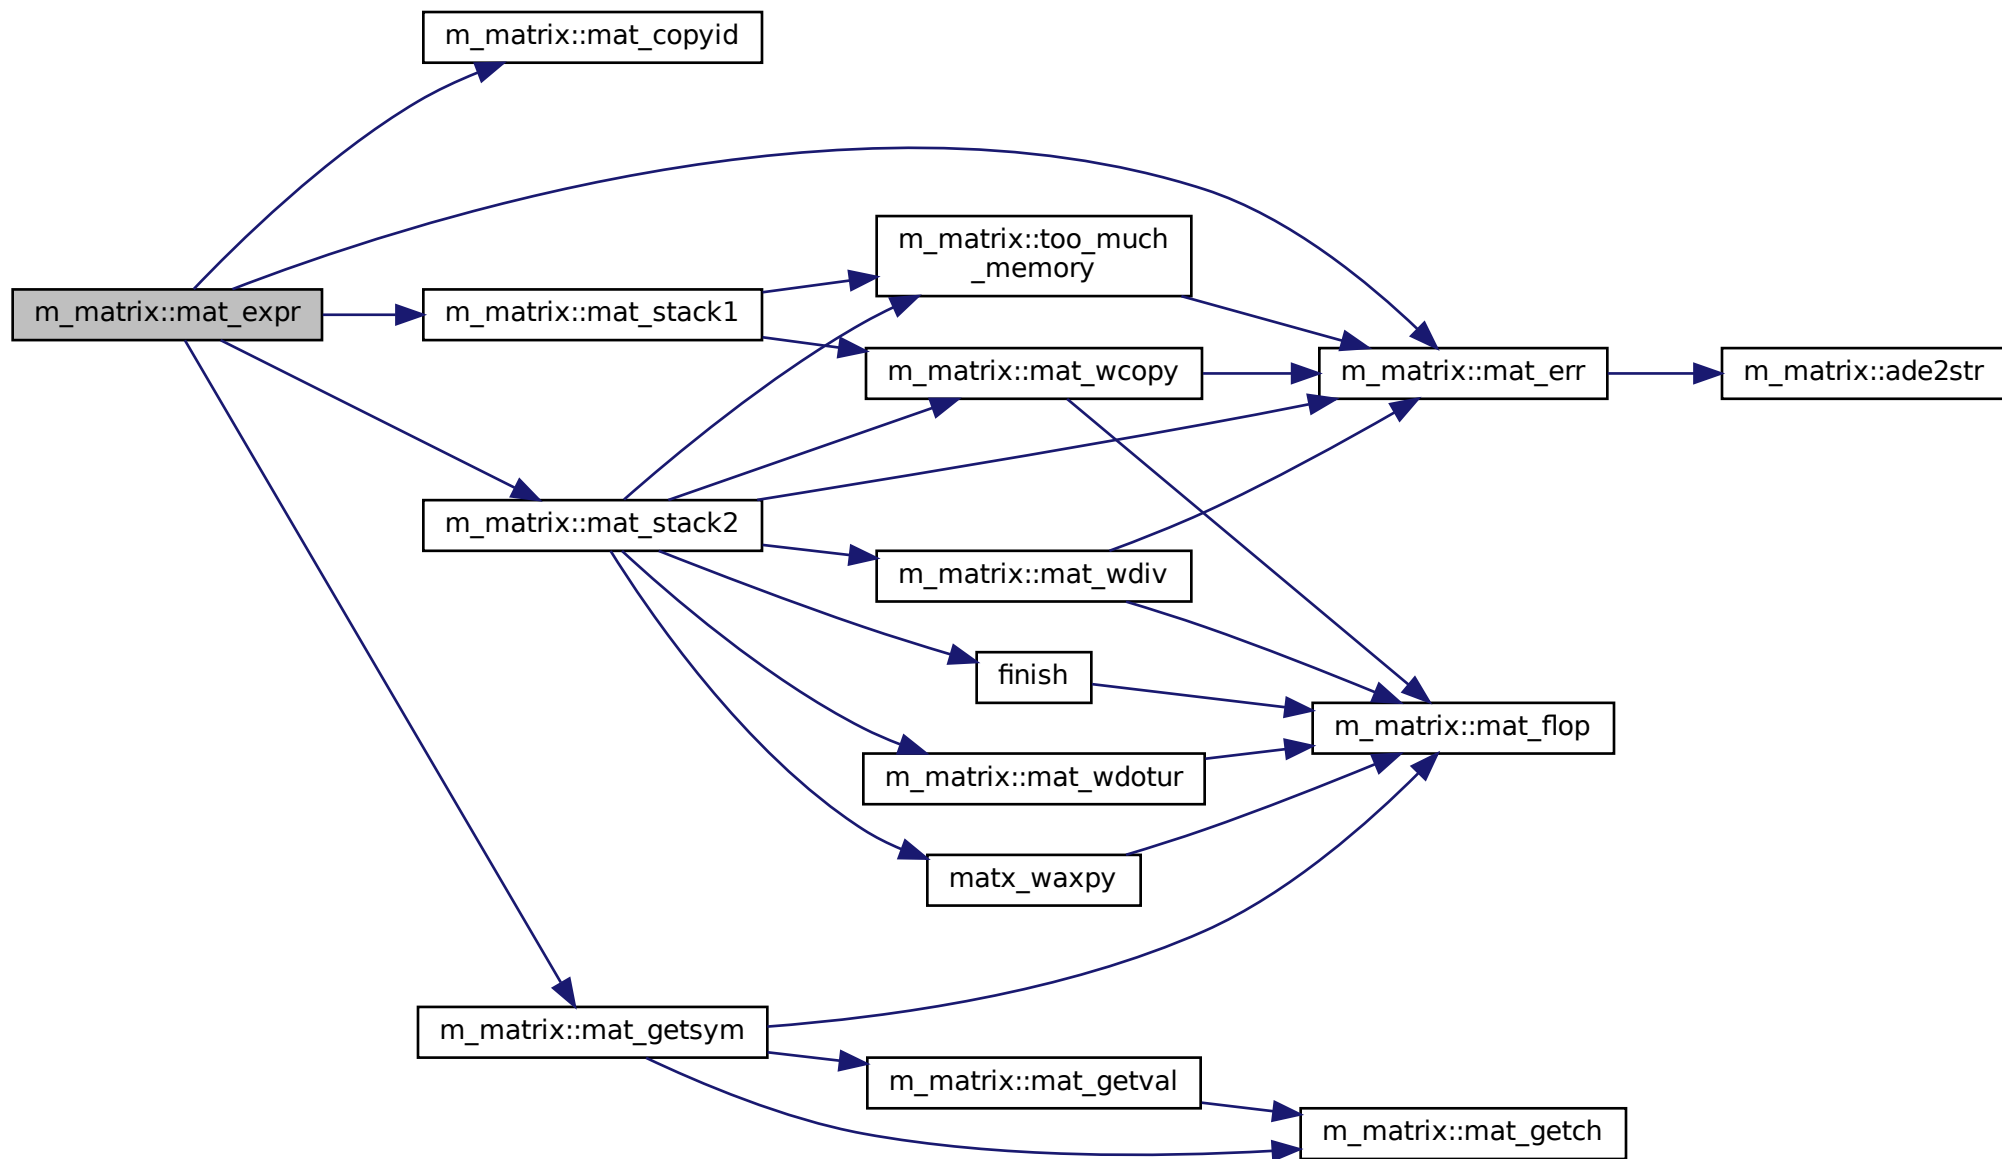 m_matrix::mat_copyid
m_matrix::too_much
_memory
m_matrix::mat_expr
m_matrix::mat_stack1
m_matrix::mat_wcopy
m_matrix::mat_err
m_matrix::ade2str
m_matrix::mat_stack2
m_matrix::mat_wdiv
finish
m_matrix::mat_flop
m_matrix::mat_wdotur
matx_waxpy
m_matrix::mat_getsym
m_matrix::mat_getval
m_matrix::mat_getch